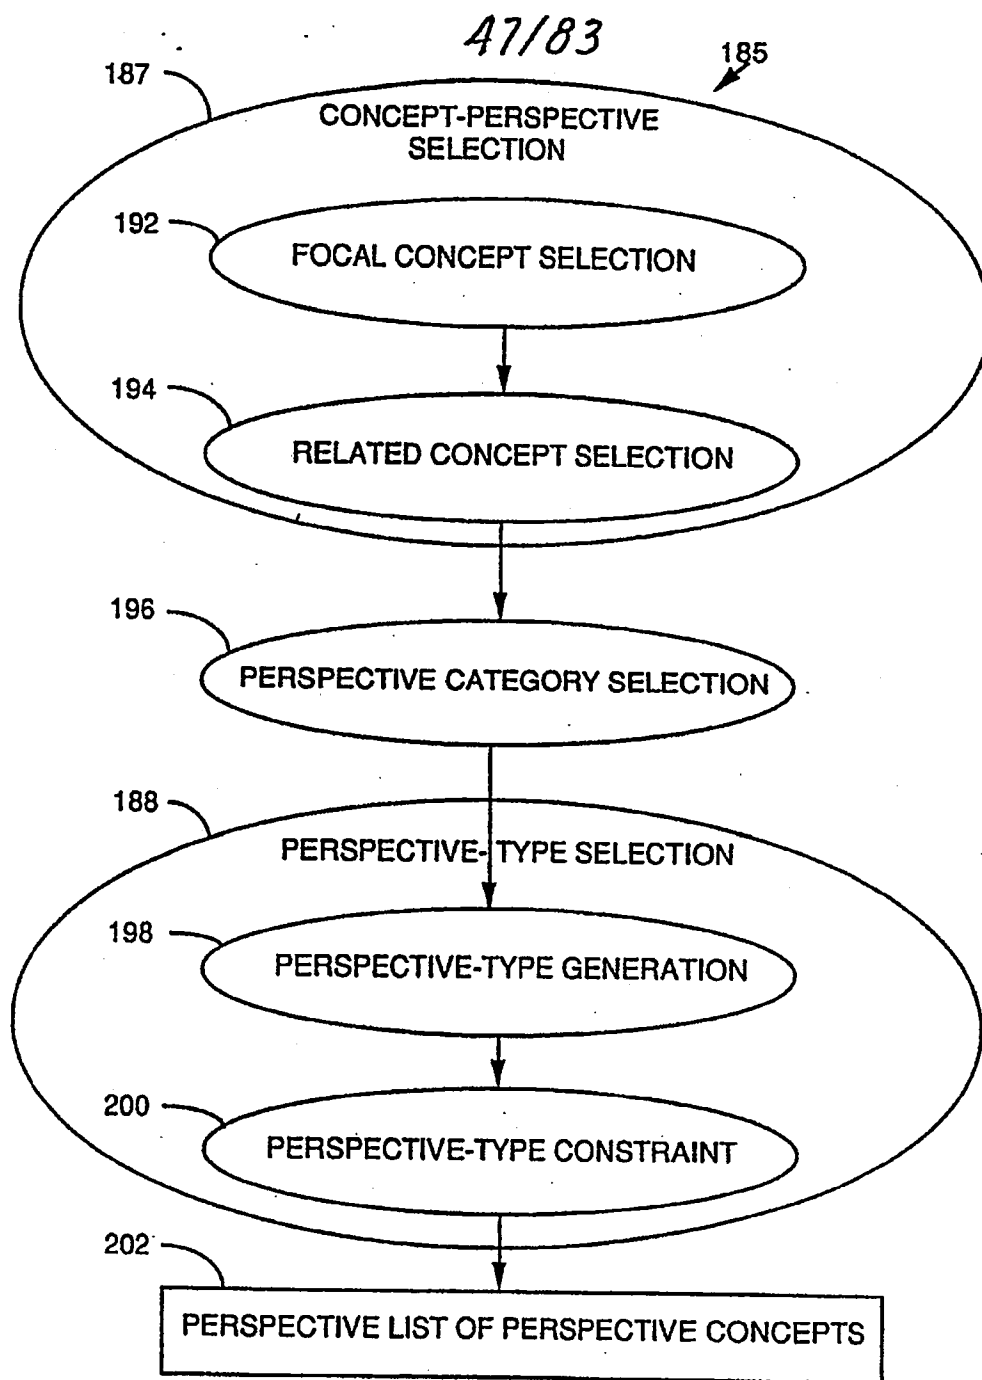 47/83
185
187
CONCEPT-PERSPECTIVE
SELECTION
192
FOCAL CONCEPT SELECTION
194
RELATED CONCEPT SELECTION
196
PERSPECTIVE CATEGORY SELECTION
188
PERSPECTIVE-TYPE SELECTION
198
PERSPECTIVE-TYPE GENERATION
200
PERSPECTIVE-TYPE CONSTRAINT
202
PERSPECTIVE LIST OF PERSPECTIVE CONCEPTS